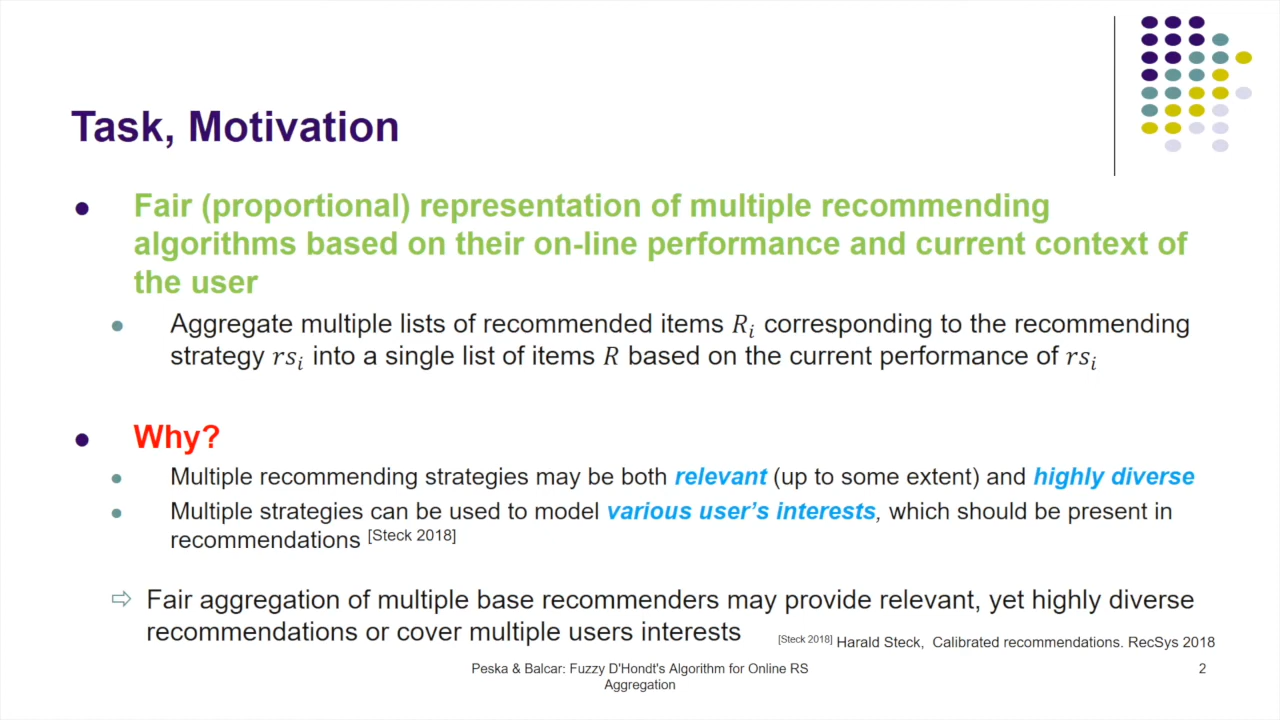 Task, Motivation
Fair (proportional) representation of multiple recommending
algorithms based on their on-line performance and current context of
the user
Aggregate multiple lists of recommended items R_i corresponding to the recommending
strategy rs_i into a single list of items R based on the current performance of rs_i
Why?
Multiple recommending strategies may be both relevant (up to some extent) and highly diverse
Multiple strategies can be used to model various user's interests, which should be present in
recommendations [Steck 2018]
⇨ Fair aggregation of multiple base recommenders may provide relevant, yet highly diverse
recommendations or cover multiple users interests
[Steck 2018] Harald Steck, Calibrated recommendations. RecSys 2018
Peska & Balcar: Fuzzy D'Hondt's Algorithm for Online RS
Aggregation
2